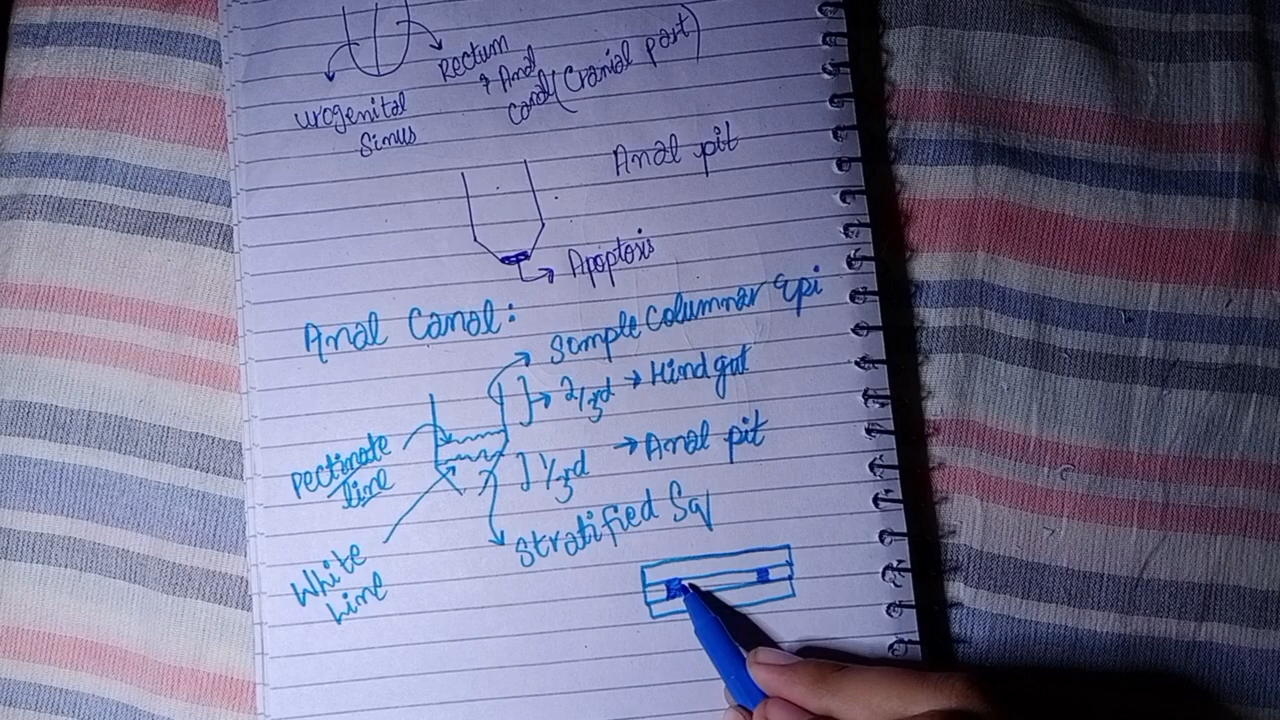 Rectum
& Anal
canal (Cranial part)
urogenital
Sinus
Anal pit
Apoptosis
Anal Canal:
Somple Columnar Epi
2/3rd → Hind gut
pectinate
line
1/3rd → Anal pit
Stratified Sq
White
Line